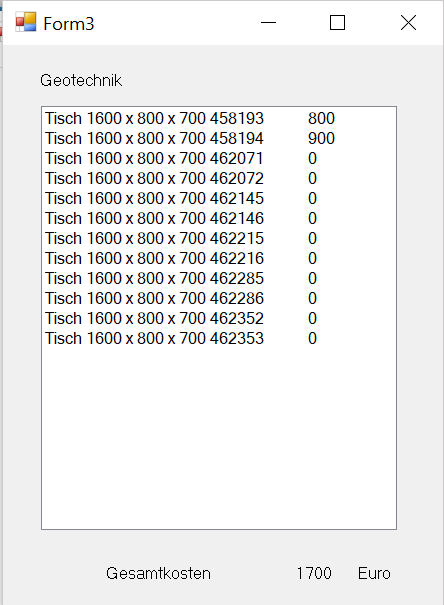 Form3
Geotechnik
Tisch 1600 x 800 x 700 458193 800
Tisch 1600 x 800 x 700 458194 900
Tisch 1600 x 800 x 700 462071 0
Tisch 1600 x 800 x 700 462072 0
Tisch 1600 x 800 x 700 462145 0
Tisch 1600 x 800 x 700 462146 0
Tisch 1600 x 800 x 700 462215 0
Tisch 1600 x 800 x 700 462216 0
Tisch 1600 x 800 x 700 462285 0
Tisch 1600 x 800 x 700 462286 0
Tisch 1600 x 800 x 700 462352 0
Tisch 1600 x 800 x 700 462353 0
Gesamtkosten 1700 Euro